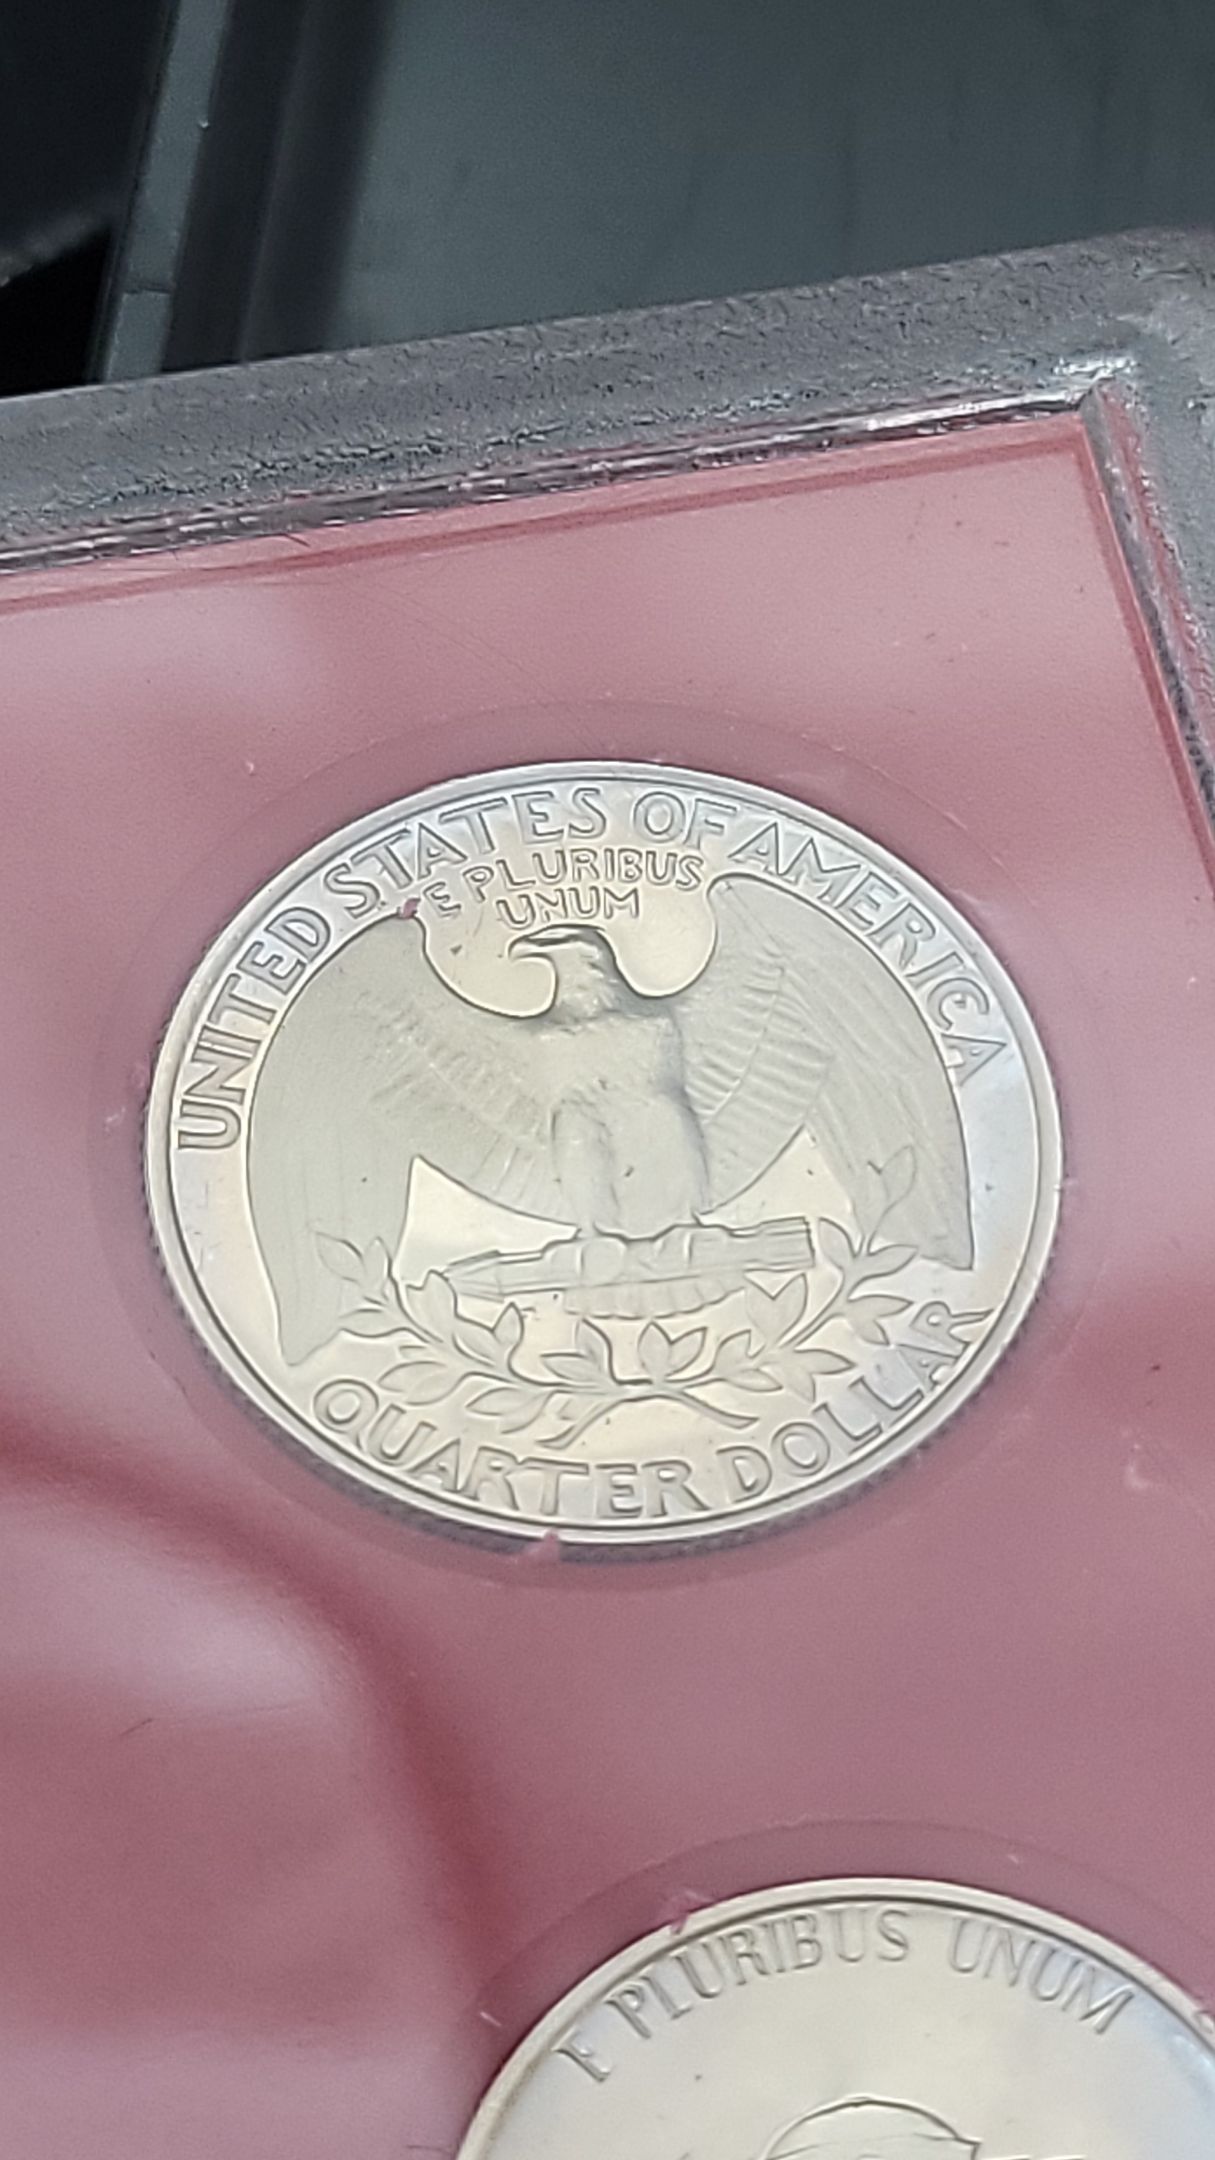 UNITED STATES OF AMERICA
E PLURIBUS
UNUM
QUARTER DOLLAR
E PLURIBUS UNUM